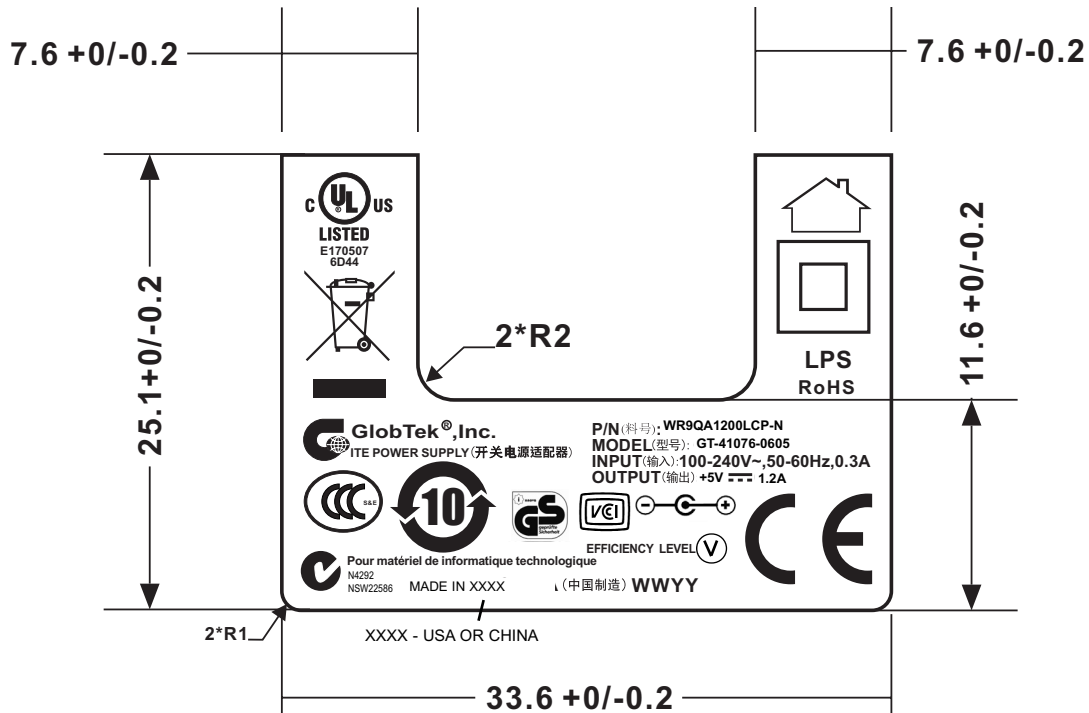 7.6 +0/-0.2
7.6 +0/-0.2
25.1+0/-0.2
11.6 +0/-0.2
C UL US
®
LISTED
E170507
6D44
2*R2
LPS
RoHS
GlobTek®,Inc.
ITE POWER SUPPLY(开关电源适配器)
P/N(料号): WR9QA1200LCP-N
MODEL(型号): GT-41076-0605
INPUT(输入):100-240V~,50-60Hz,0.3A
OUTPUT(输出) +5V 1.2A
CCC S&E
10
GS
geprüfte
Sicherheit
VCI
CE
EFFICIENCY LEVEL V
Pour matériel de informatique technologique
N4292
NSW22586
MADE IN XXXX
(中国制造) WWYY
2*R1
XXXX - USA OR CHINA
33.6 +0/-0.2